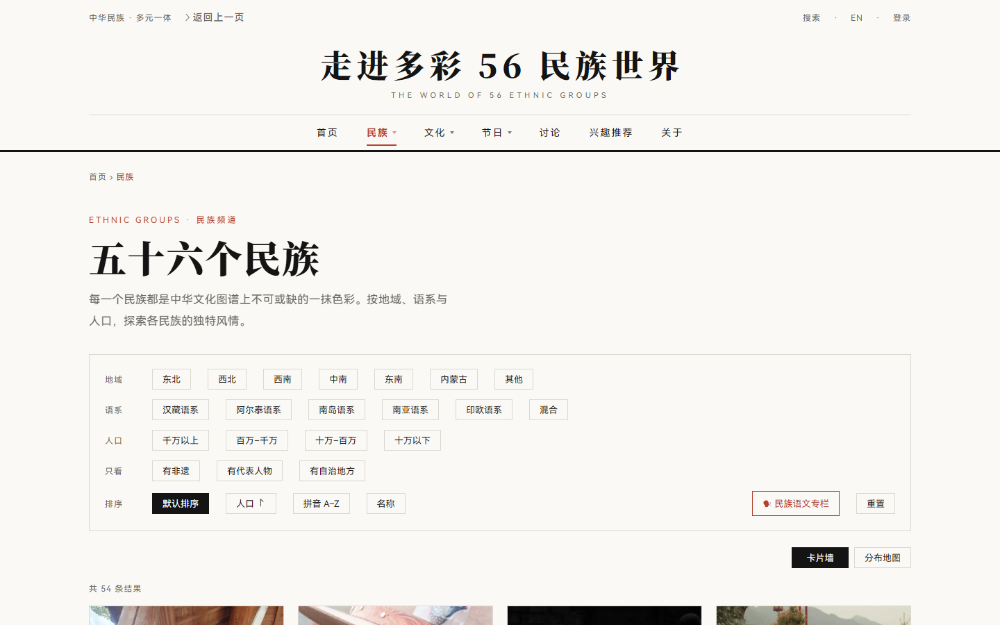 中华民族 · 多元一体 返回上一页 搜索 · EN · 登录
走进多彩 56 民族世界
THE WORLD OF 56 ETHNIC GROUPS
首页 民族 文化 节日 讨论 兴趣推荐 关于
首页 › 民族
ETHNIC GROUPS · 民族频道
五十六个民族
每一个民族都是中华文化图谱上不可或缺的一抹色彩。按地域、语系与
人口，探索各民族的独特风情。
地域 东北 西北 西南 中南 东南 内蒙古 其他
语系 汉藏语系 阿尔泰语系 南岛语系 南亚语系 印欧语系 混合
人口 千万以上 百万–千万 十万–百万 十万以下
只看 有非遗 有代表人物 有自治地方
排序 默认排序 人口 ↑ 拼音 A–Z 名称 民族语文专栏 重置
卡片墙 分布地图
共 54 条结果